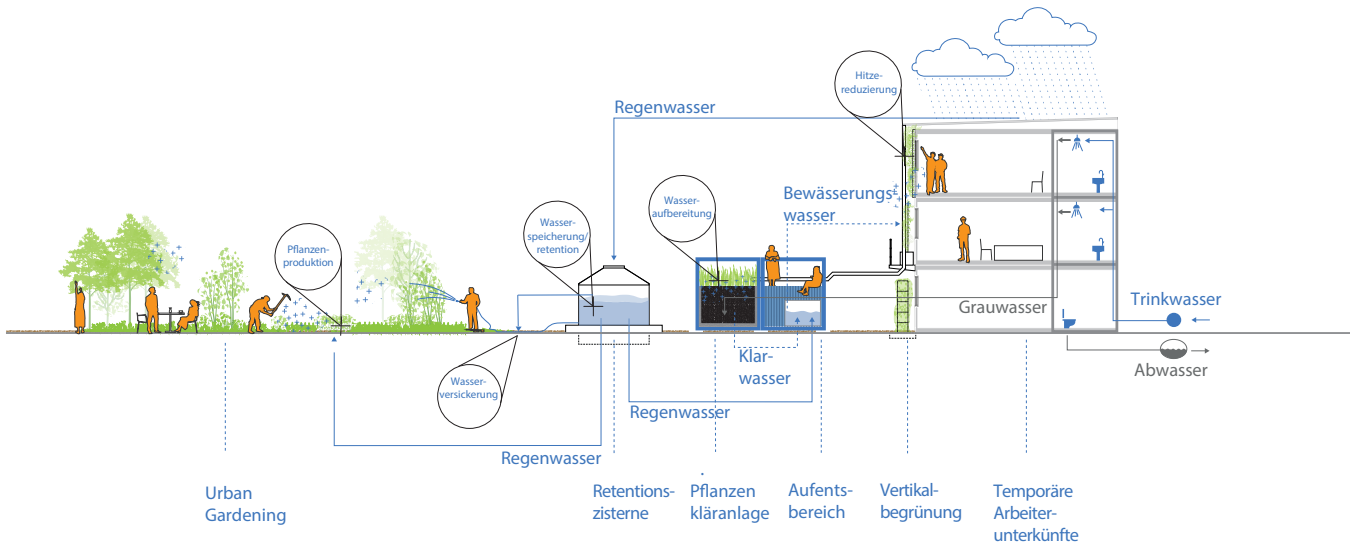 Hitze-
reduzierung
Regenwasser
Wasser-
aufbereitung
Bewässerungs
wasser
Wasser-
speicherung/
retention
Pflanzen-
produktion
Grauwasser
Trinkwasser
Klar-
wasser
Abwasser
Wasser-
versickerung
Regenwasser
Regenwasser
Urban
Gardening
Retentions-
zisterne
Pflanzen
kläranlage
Aufents-
bereich
Vertikal-
begrünung
Temporäre
Arbeiter-
unterkünfte